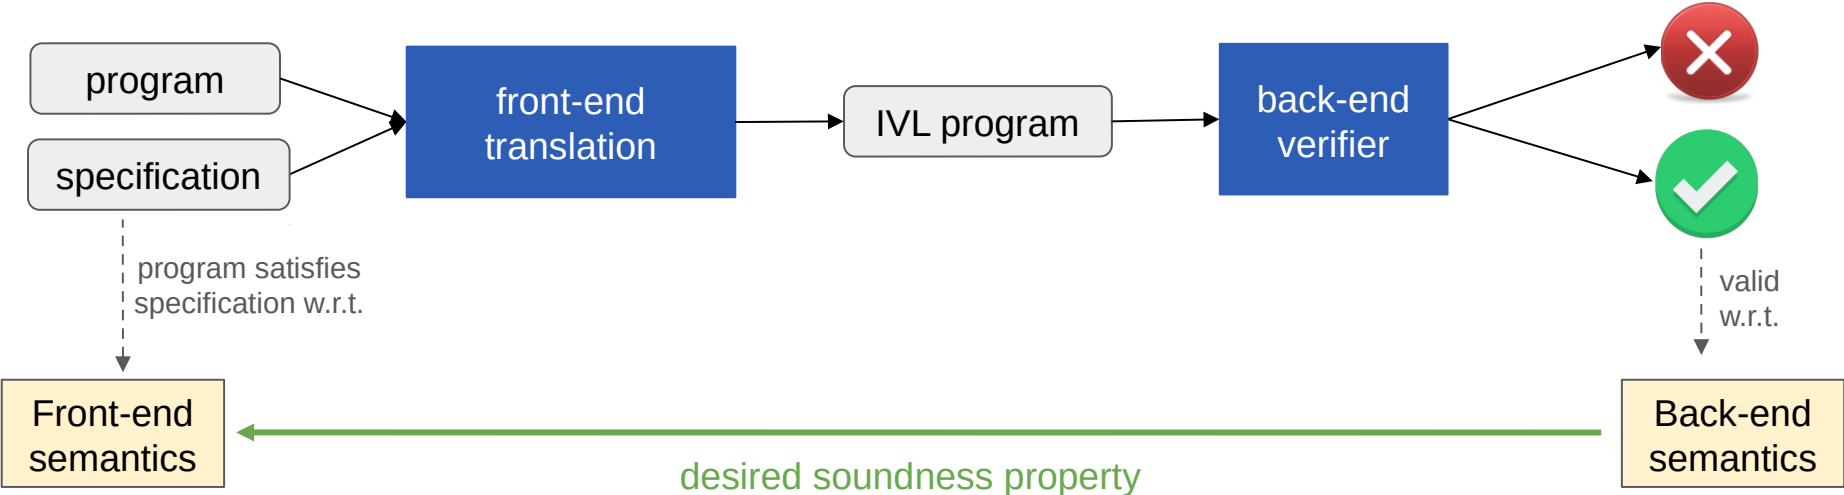 program
specification
front-end
translation
IVL program
back-end
verifier
program satisfies
specification w.r.t.
valid
w.r.t.
Front-end
semantics
desired soundness property
Back-end
semantics